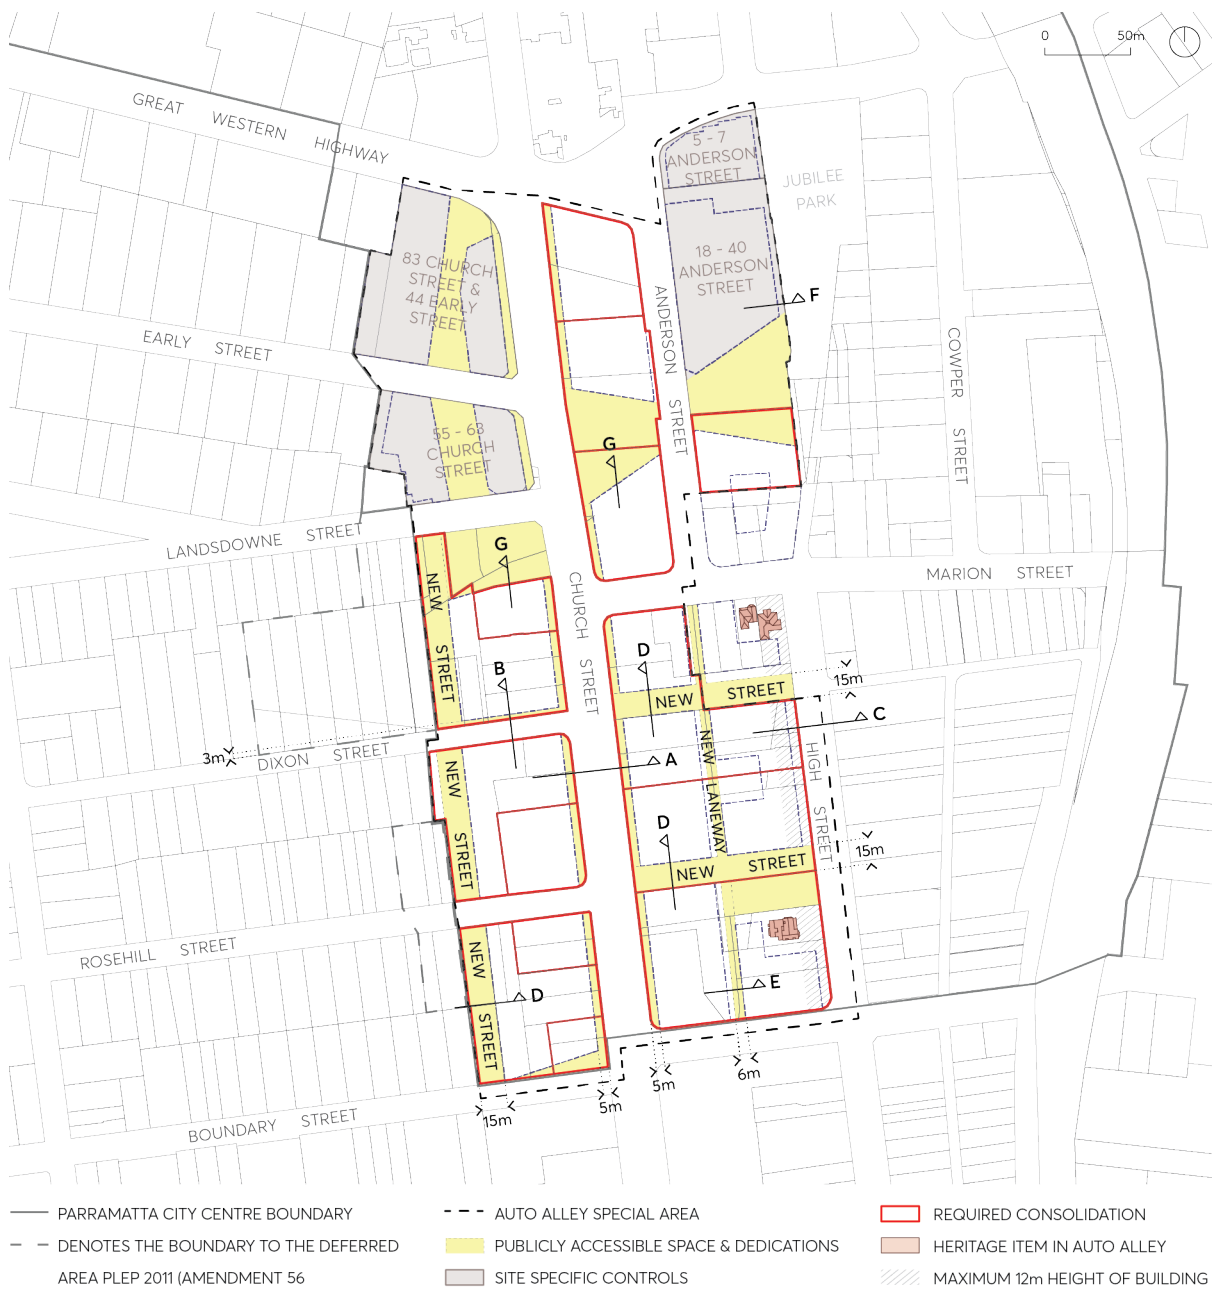 0 50m
GREAT WESTERN HIGHWAY
5 - 7
ANDERSON
STREET
JUBILEE
PARK
83 CHURCH
STREET &
44 EARLY
STREET
18 - 40
ANDERSON
STREET
F
ANDERSON STREET
EARLY STREET
COWPER STREET
55 - 63
CHURCH
STREET
G
LANDSDOWNE STREET
G
MARION STREET
NEW STREET
CHURCH STREET
D
B
15m
NEW STREET
C
3m
DIXON STREET
A
NEW LANEWAY
HIGH STREET
NEW STREET
D
15m
NEW STREET
ROSEHILL STREET
NEW STREET
D
E
6m
5m
5m
15m
BOUNDARY STREET
PARRAMATTA CITY CENTRE BOUNDARY
DENOTES THE BOUNDARY TO THE DEFERRED
AREA PLEP 2011 (AMENDMENT 56
AUTO ALLEY SPECIAL AREA
PUBLICLY ACCESSIBLE SPACE & DEDICATIONS
SITE SPECIFIC CONTROLS
REQUIRED CONSOLIDATION
HERITAGE ITEM IN AUTO ALLEY
MAXIMUM 12m HEIGHT OF BUILDING